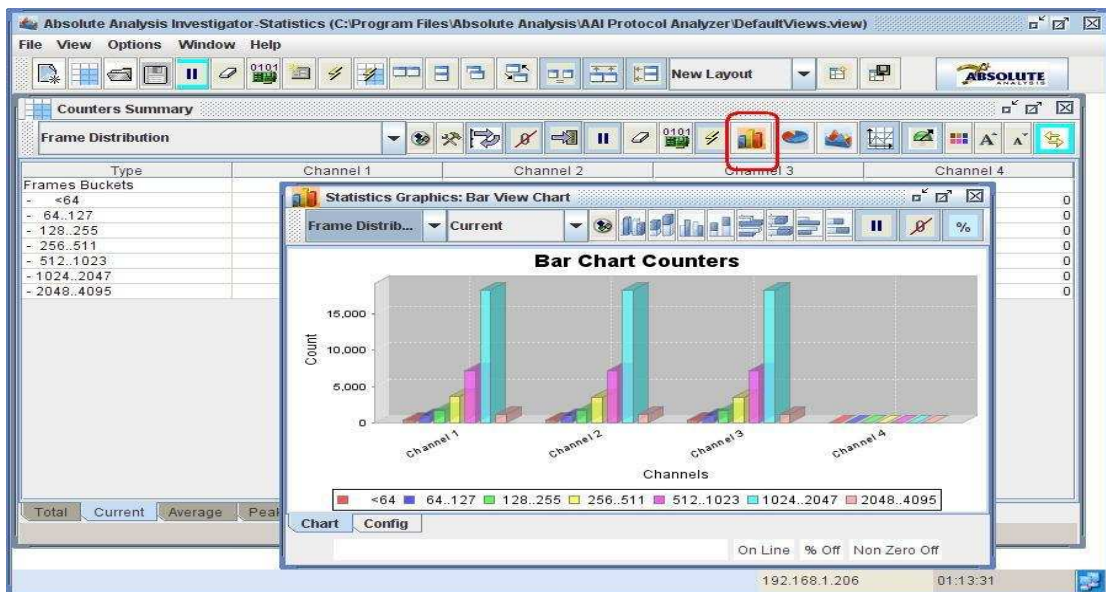 Absolute Analysis Investigator-Statistics (C:\Program Files\Absolute Analysis\AAI Protocol Analyzer\DefaultViews.view)
File View Options Window Help
0101 New Layout ABSOLUTE ANALYSIS
Counters Summary
Frame Distribution 0101 A A
Type Channel 1 Channel 2 Channel 3 Channel 4
Frames Buckets
- <64 0
- 64..127 0
- 128..255 0
- 256..511 0
- 512..1023 0
- 1024..2047 0
- 2048..4095 0
Statistics Graphics: Bar View Chart
Frame Distrib... Current %
Bar Chart Counters
Count
15,000
10,000
5,000
0
Channel 1 Channel 2 Channel 3 Channel 4
Channels
<64 64..127 128..255 256..511 512..1023 1024..2047 2048..4095
Total Current Average
Chart Config
On Line % Off Non Zero Off
192.168.1.206 01:13:31